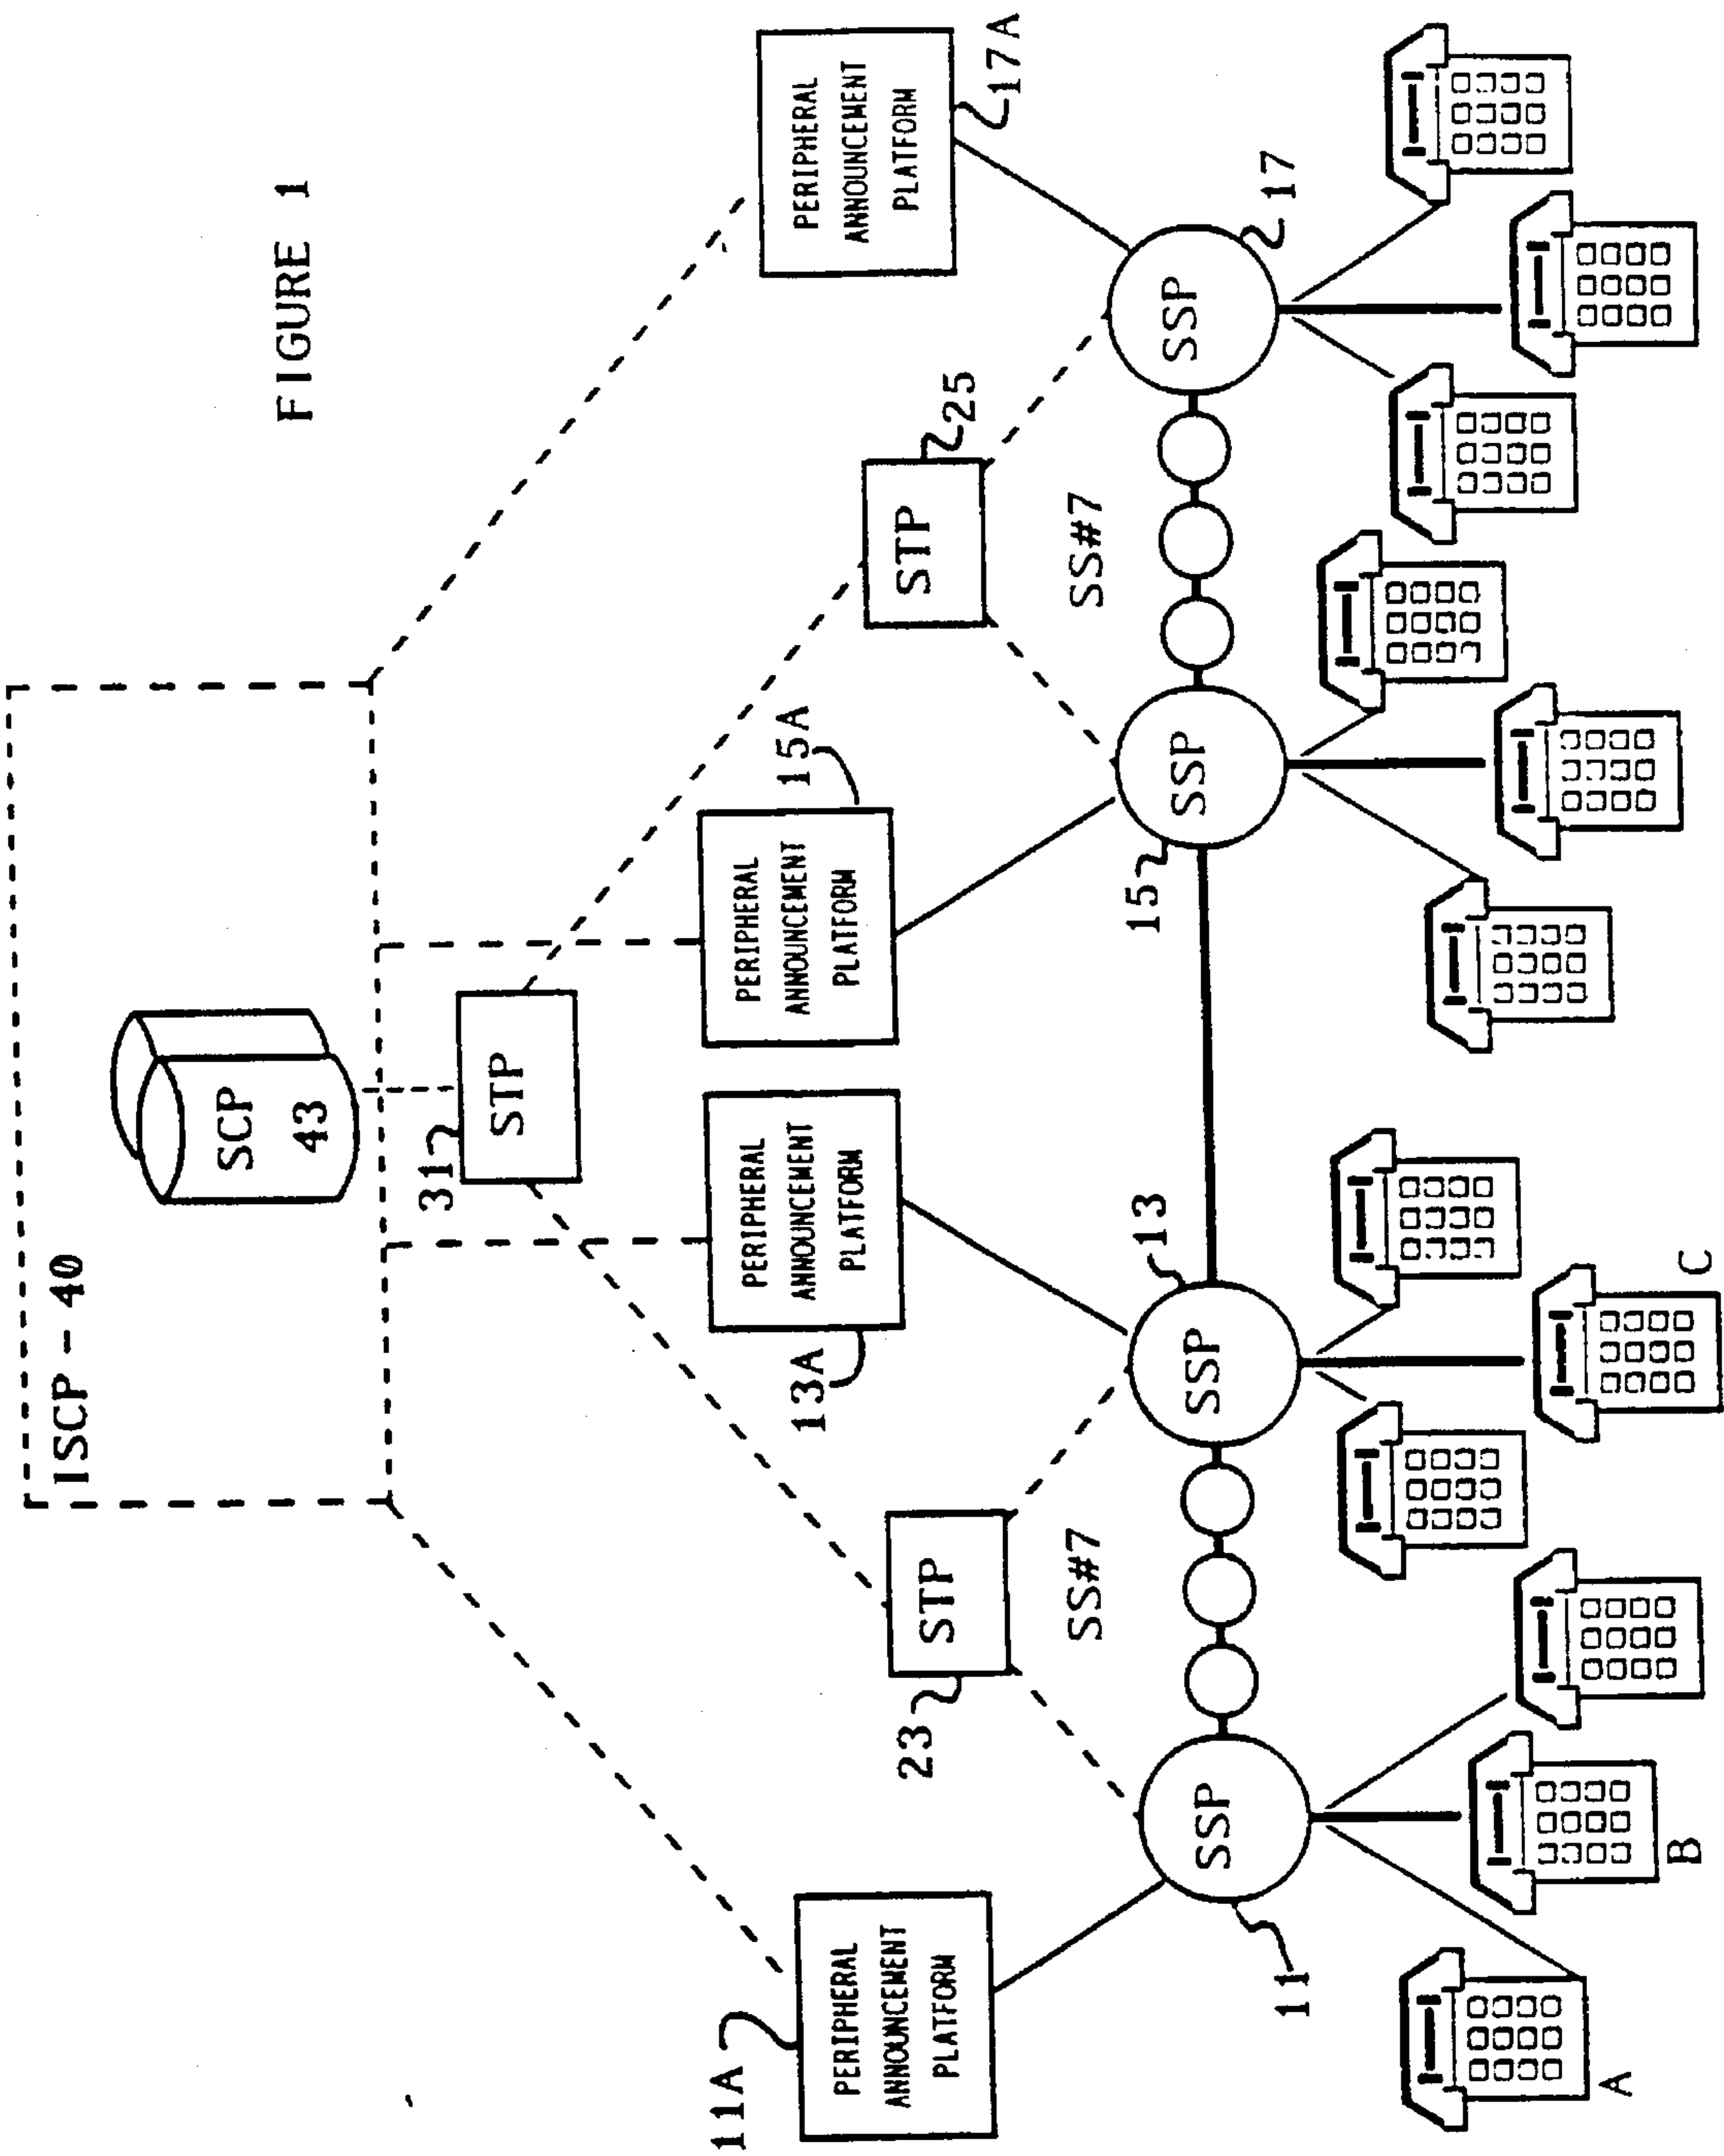 FIGURE 1
ISCP - 40
SCP
43
31
STP
11A
PERIPHERAL
ANNOUNCEMENT
PLATFORM
13A
PERIPHERAL
ANNOUNCEMENT
PLATFORM
15A
PERIPHERAL
ANNOUNCEMENT
PLATFORM
PERIPHERAL
ANNOUNCEMENT
PLATFORM
17A
23
STP
STP
25
SS#7
SS#7
SSP
11
SSP
13
SSP
15
SSP
17
A
B
C